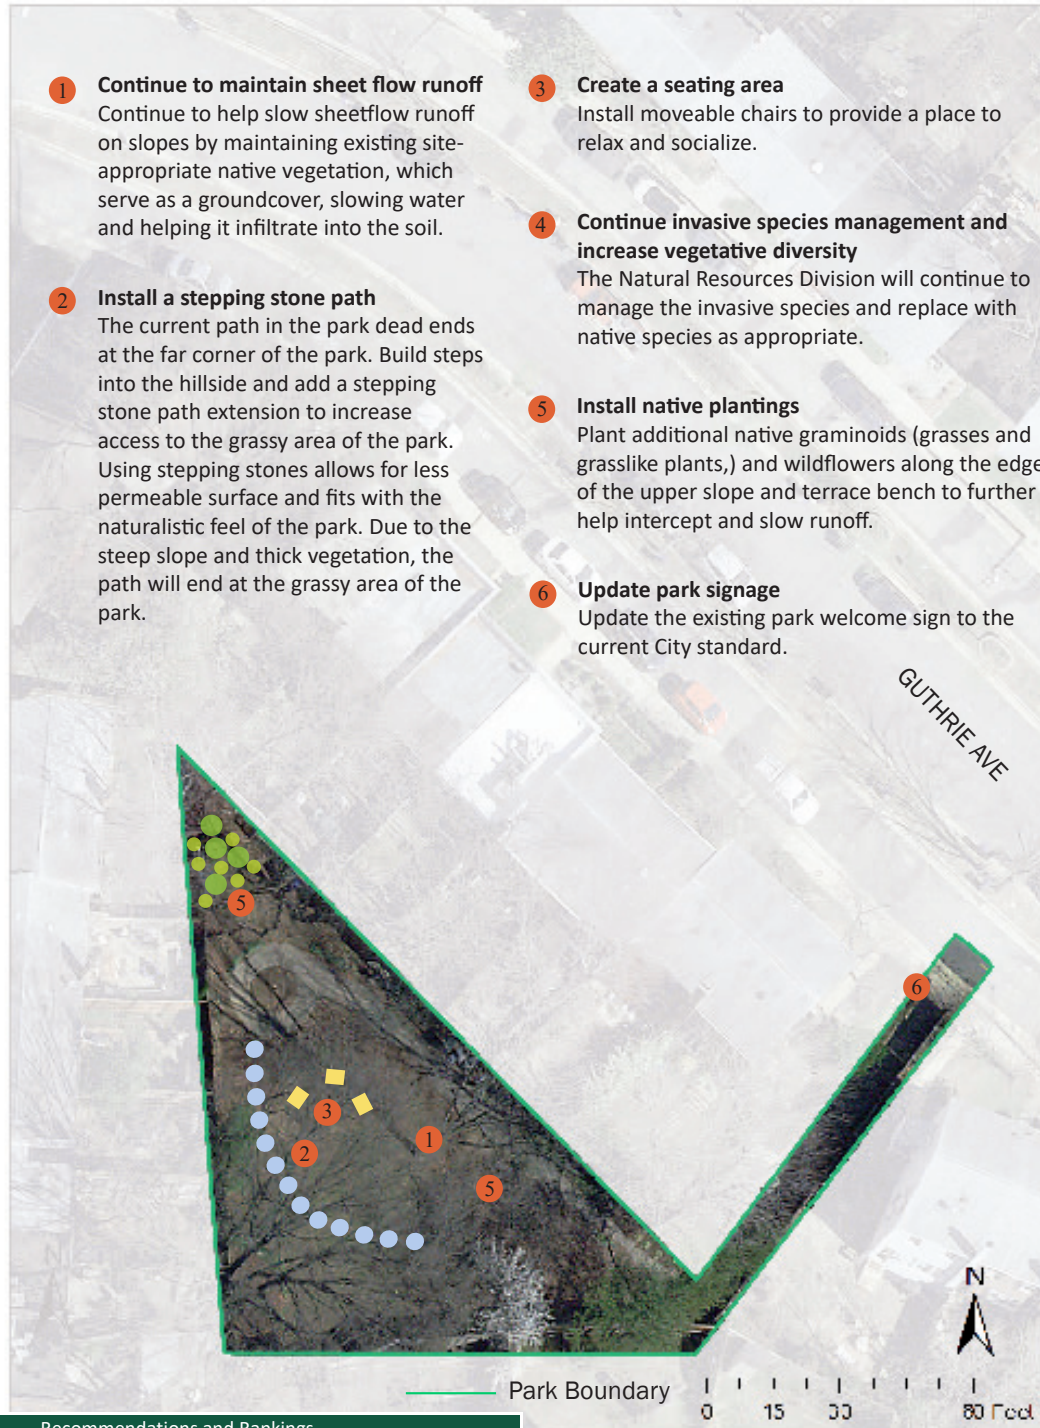 1 Continue to maintain sheet flow runoff
Continue to help slow sheetflow runoff
on slopes by maintaining existing site-
appropriate native vegetation, which
serve as a groundcover, slowing water
and helping it infiltrate into the soil.
2 Install a stepping stone path
The current path in the park dead ends
at the far corner of the park. Build steps
into the hillside and add a stepping
stone path extension to increase
access to the grassy area of the park.
Using stepping stones allows for less
permeable surface and fits with the
naturalistic feel of the park. Due to the
steep slope and thick vegetation, the
path will end at the grassy area of the
park.
3 Create a seating area
Install moveable chairs to provide a place to
relax and socialize.
4 Continue invasive species management and
increase vegetative diversity
The Natural Resources Division will continue to
manage the invasive species and replace with
native species as appropriate.
5 Install native plantings
Plant additional native graminoids (grasses and
grasslike plants,) and wildflowers along the edge
of the upper slope and terrace bench to further
help intercept and slow runoff.
6 Update park signage
Update the existing park welcome sign to the
current City standard.
GUTHRIE AVE
5
6
3
1
2
5
N
Park Boundary
0 15 30 60 Feet
Recommendations and Rankings